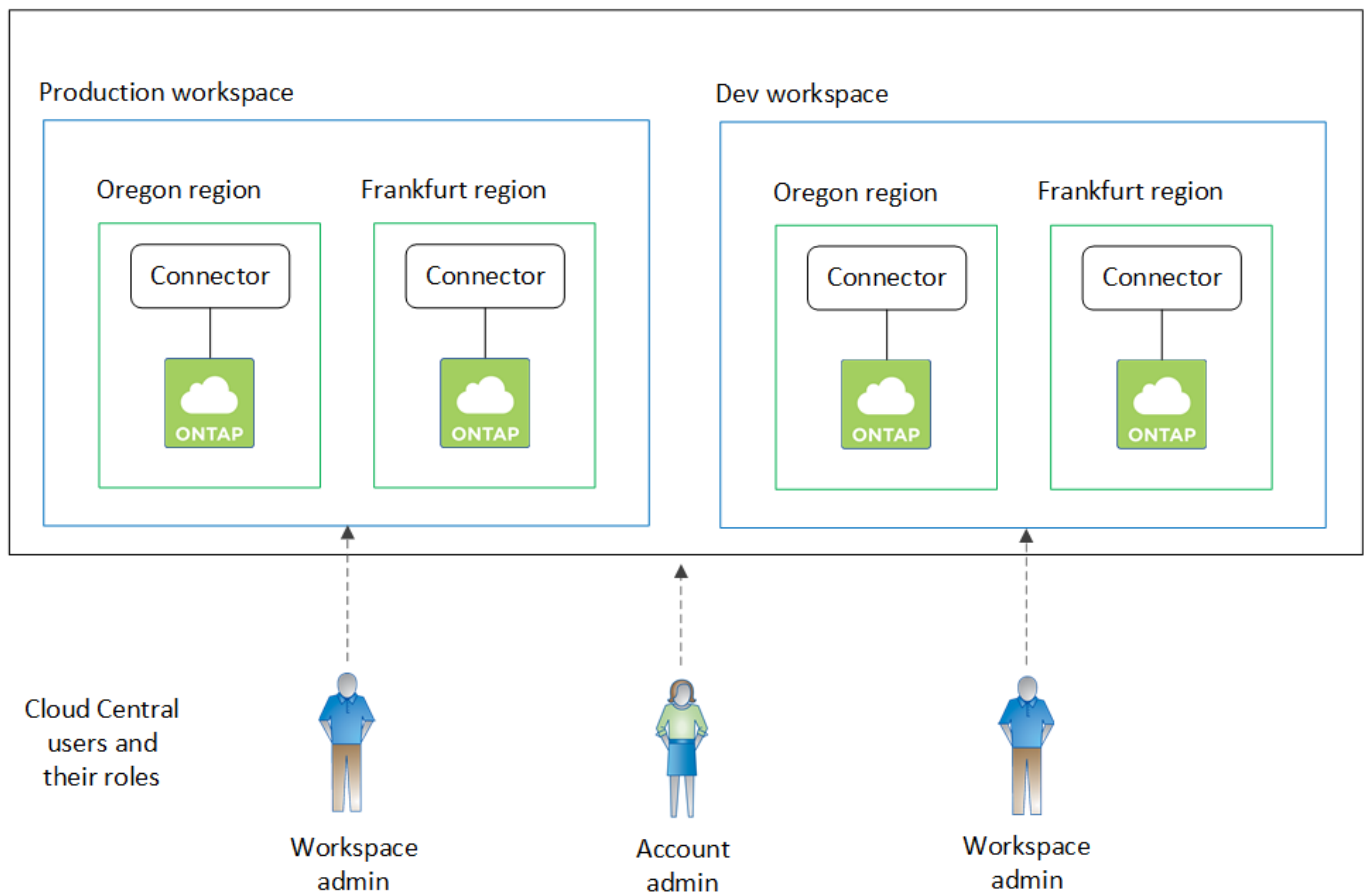 Production workspace
Dev workspace
Oregon region
Frankfurt region
Oregon region
Frankfurt region
Connector
Connector
Connector
Connector
ONTAP
ONTAP
ONTAP
ONTAP
Cloud Central
users and
their roles
Workspace
admin
Account
admin
Workspace
admin